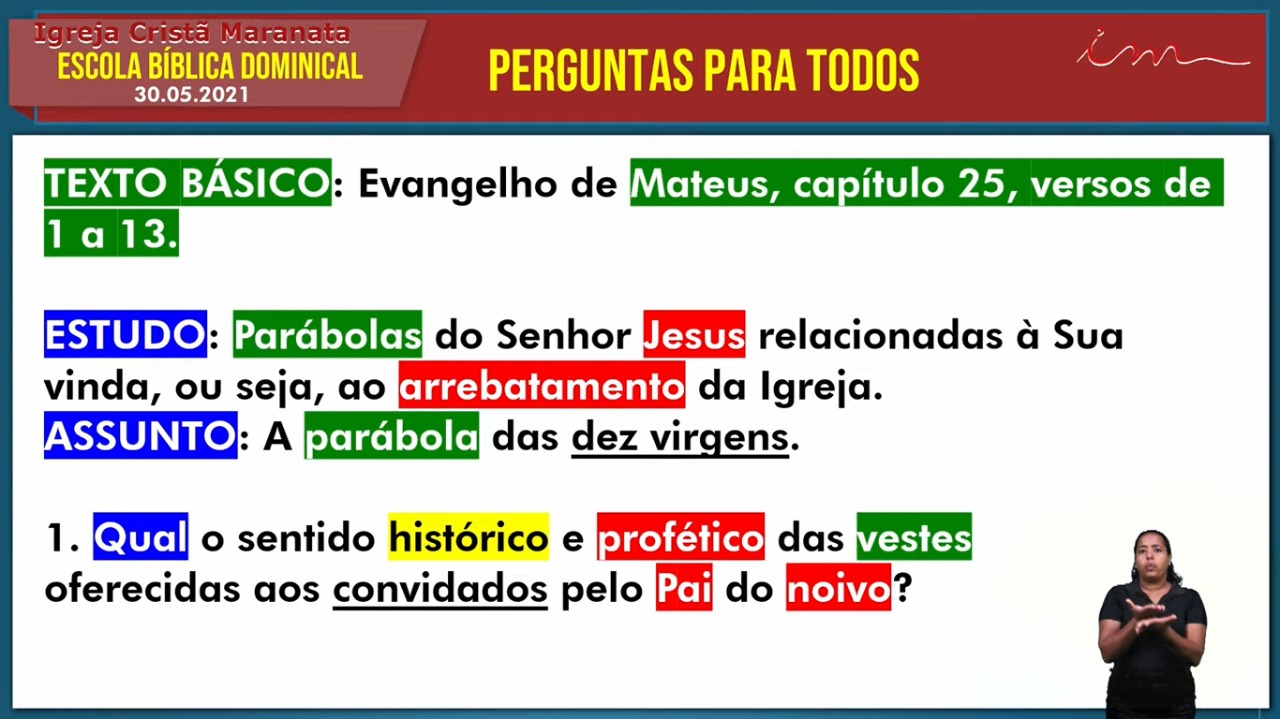 Igreja Cristã Maranata
ESCOLA BÍBLICA DOMINICAL
30.05.2021
PERGUNTAS PARA TODOS
im
TEXTO BÁSICO: Evangelho de Mateus, capítulo 25, versos de
1 a 13.
ESTUDO: Parábolas do Senhor Jesus relacionadas à Sua
vinda, ou seja, ao arrebatamento da Igreja.
ASSUNTO: A parábola das dez virgens.
1. Qual o sentido histórico e profético das vestes
oferecidas aos convidados pelo Pai do noivo?